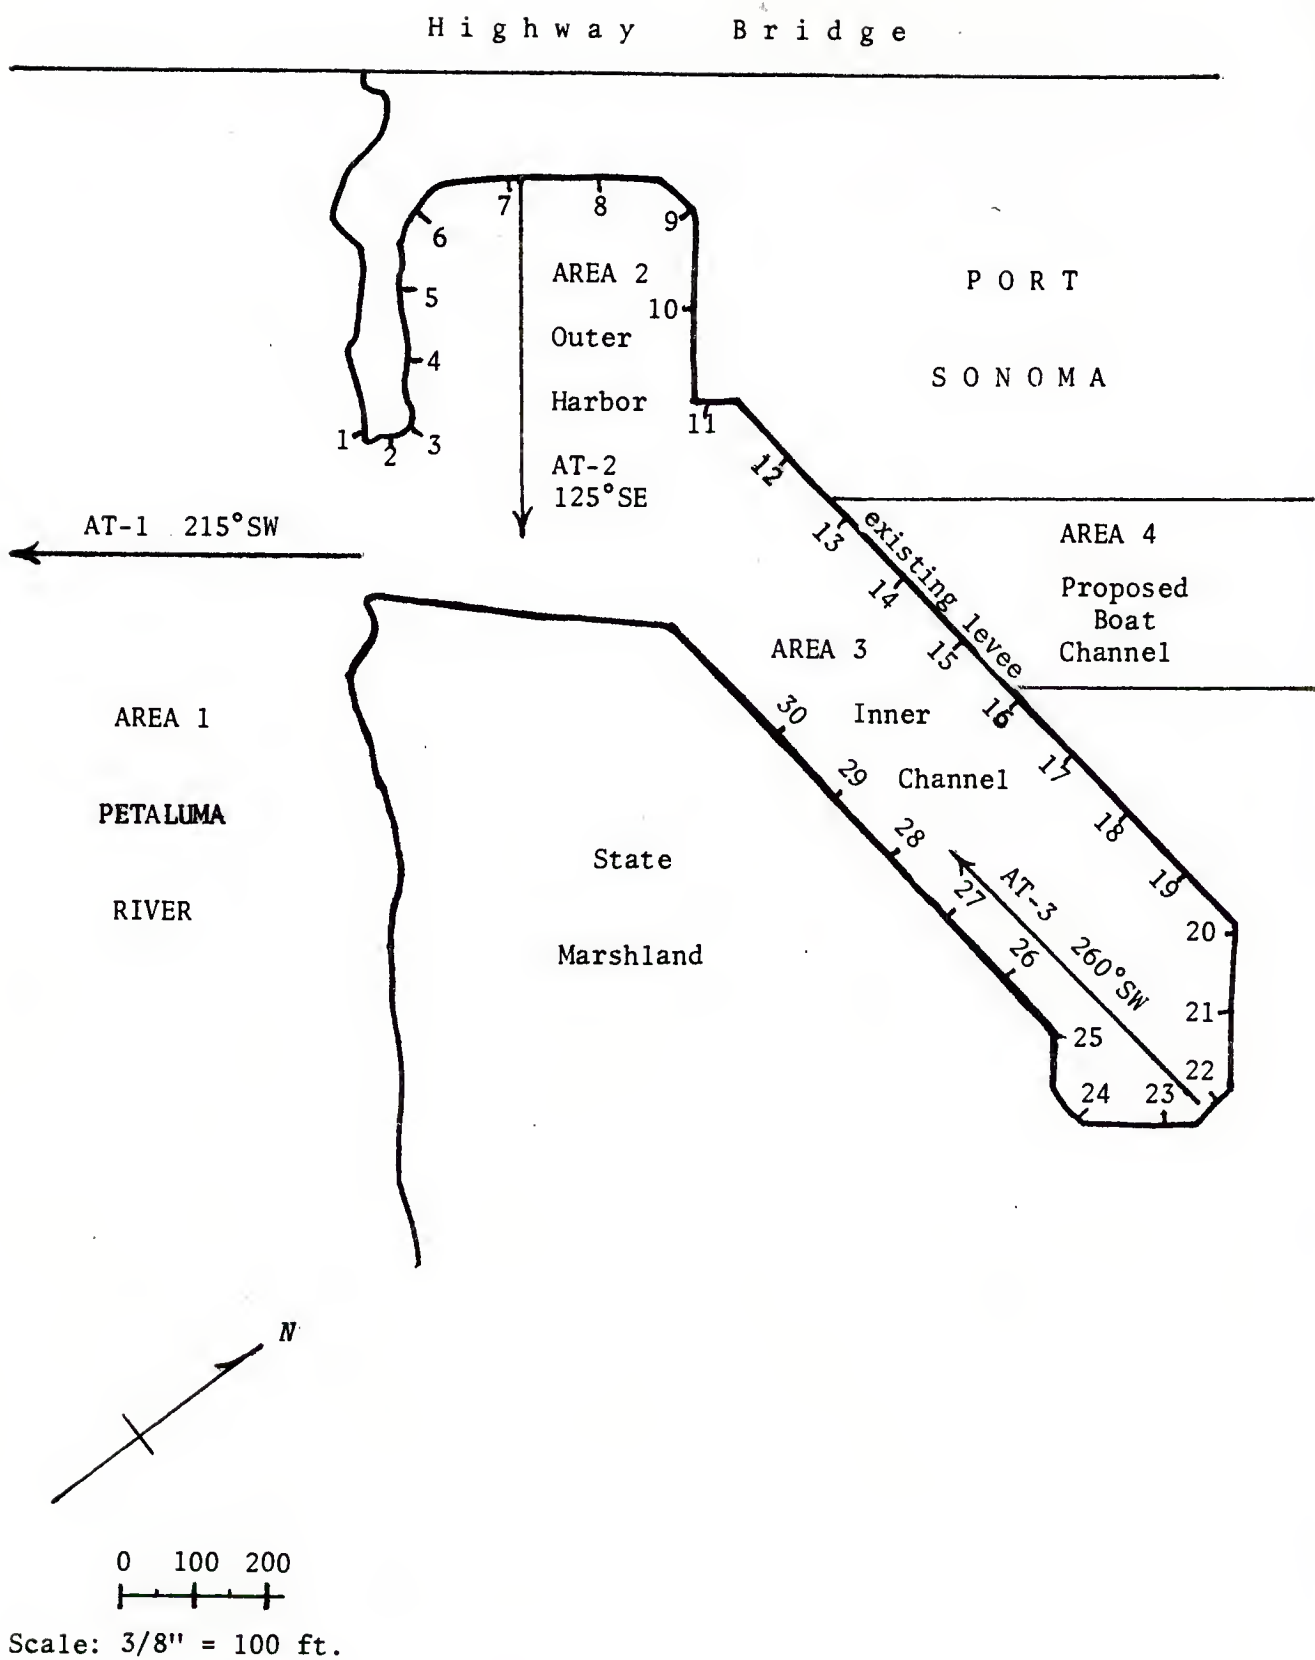 Highway Bridge
7
8
9
6
AREA 2
5
10
Outer
4
Harbor
PORT
SONOMA
1
2
3
11
AT-2
125°SE
12
AT-1 215°SW
13
existing levee
AREA 4
Proposed
Boat
Channel
14
15
AREA 3
16
Inner
Channel
17
18
19
30
29
28
27
26
AREA 1
PETALUMA
RIVER
State
Marshland
AT-3 260°SW
20
21
22
25
24
23
N
0 100 200
Scale: 3/8" = 100 ft.